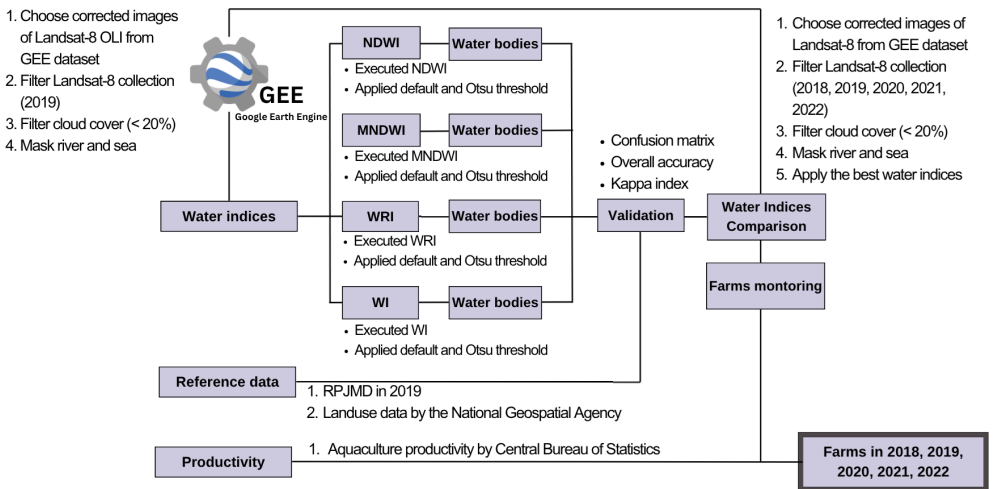 1. Choose corrected images
of Landsat-8 OLI from
GEE dataset
2. Filter Landsat-8 collection
(2019)
3. Filter cloud cover (< 20%)
4. Mask river and sea
GEE
Google Earth Engine
Water indices
NDWI
Water bodies
• Executed NDWI
• Applied default and Otsu threshold
MNDWI
Water bodies
• Executed MNDWI
• Applied default and Otsu threshold
WRI
Water bodies
• Executed WRI
• Applied default and Otsu threshold
WI
Water bodies
• Executed WI
• Applied default and Otsu threshold
• Confusion matrix
• Overall accuracy
• Kappa index
Validation
Water Indices
Comparison
1. Choose corrected images of
Landsat-8 from GEE dataset
2. Filter Landsat-8 collection
(2018, 2019, 2020, 2021,
2022)
3. Filter cloud cover (< 20%)
4. Mask river and sea
5. Apply the best water indices
Farms montoring
Reference data
1. RPJMD in 2019
2. Landuse data by the National Geospatial Agency
Productivity
1. Aquaculture productivity by Central Bureau of Statistics
Farms in 2018, 2019,
2020, 2021, 2022